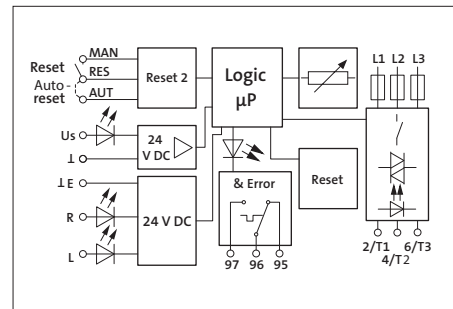 MAN
Reset
RES
Auto-
reset
AUT
Reset 2
Logic
µP
L1 L2 L3
Us
⊥
24
V DC
⊥E
R
L
24 V DC
& Error
97 96 95
Reset
2/T1 6/T3
4/T2